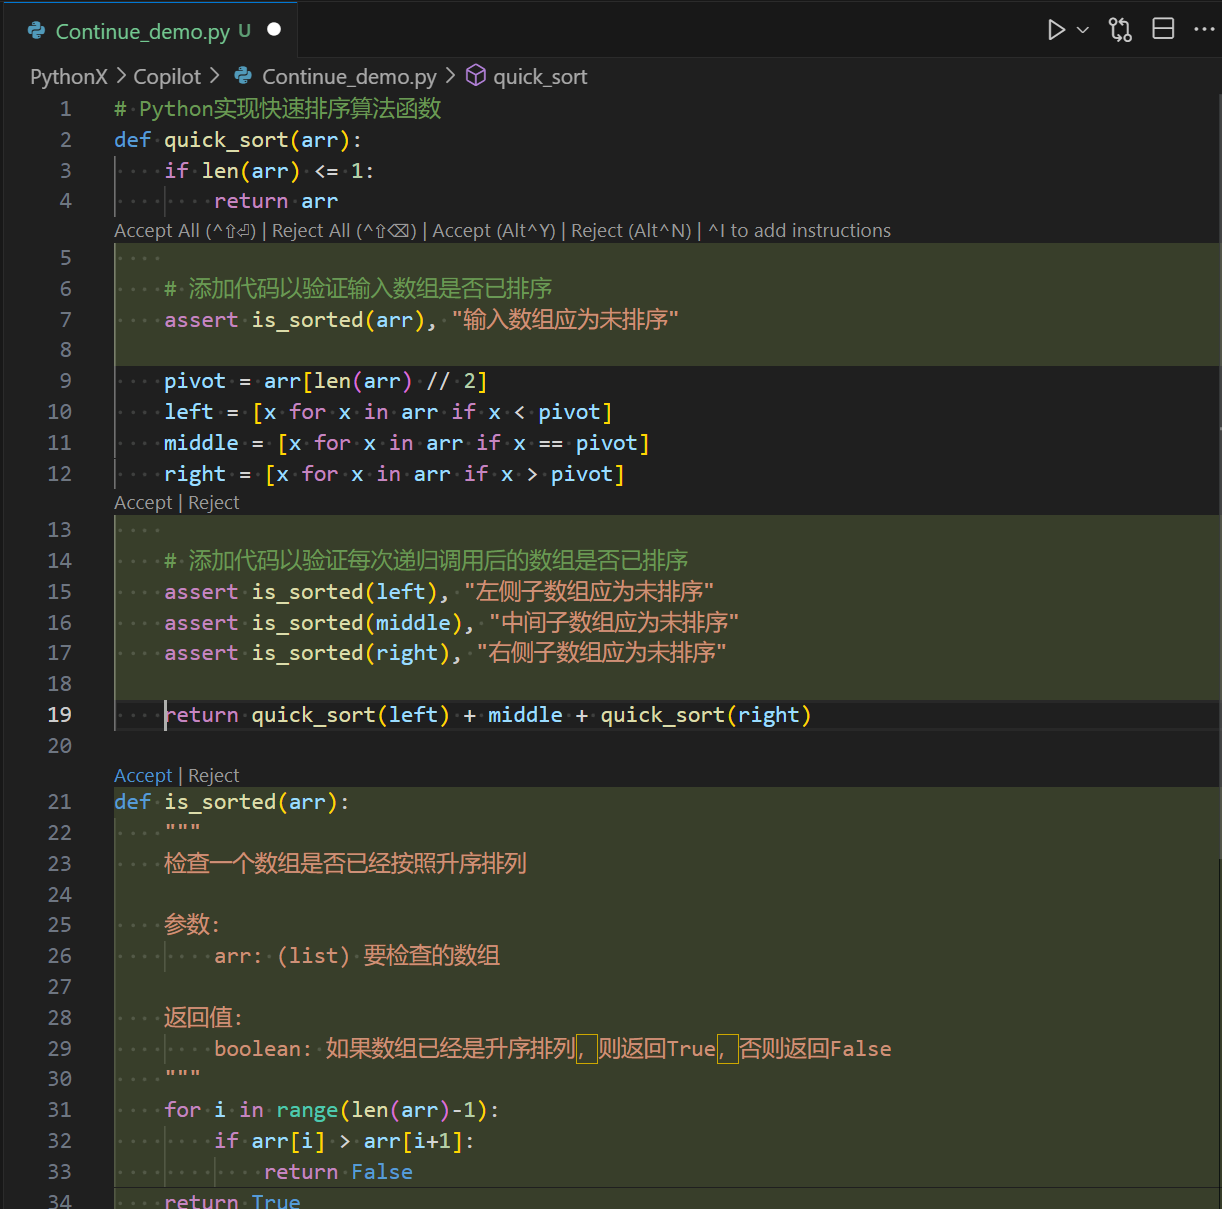 Continue_demo.py U
PythonX > Copilot > Continue_demo.py > quick_sort
1 # Python实现快速排序算法函数
2 def quick_sort(arr):
3 if len(arr) <= 1:
4 return arr
Accept All (^⇧⏎) | Reject All (^⇧⌫) | Accept (Alt^Y) | Reject (Alt^N) | ^I to add instructions
5
6 # 添加代码以验证输入数组是否已排序
7 assert is_sorted(arr), "输入数组应为未排序"
8
9 pivot = arr[len(arr) // 2]
10 left = [x for x in arr if x < pivot]
11 middle = [x for x in arr if x == pivot]
12 right = [x for x in arr if x > pivot]
Accept | Reject
13
14 # 添加代码以验证每次递归调用后的数组是否已排序
15 assert is_sorted(left), "左侧子数组应为未排序"
16 assert is_sorted(middle), "中间子数组应为未排序"
17 assert is_sorted(right), "右侧子数组应为未排序"
18
19 return quick_sort(left) + middle + quick_sort(right)
20
Accept | Reject
21 def is_sorted(arr):
22 """
23 检查一个数组是否已经按照升序排列
24
25 参数:
26 arr: (list) 要检查的数组
27
28 返回值:
29 boolean: 如果数组已经是升序排列，则返回True，否则返回False
30 """
31 for i in range(len(arr)-1):
32 if arr[i] > arr[i+1]:
33 return False
34 return True